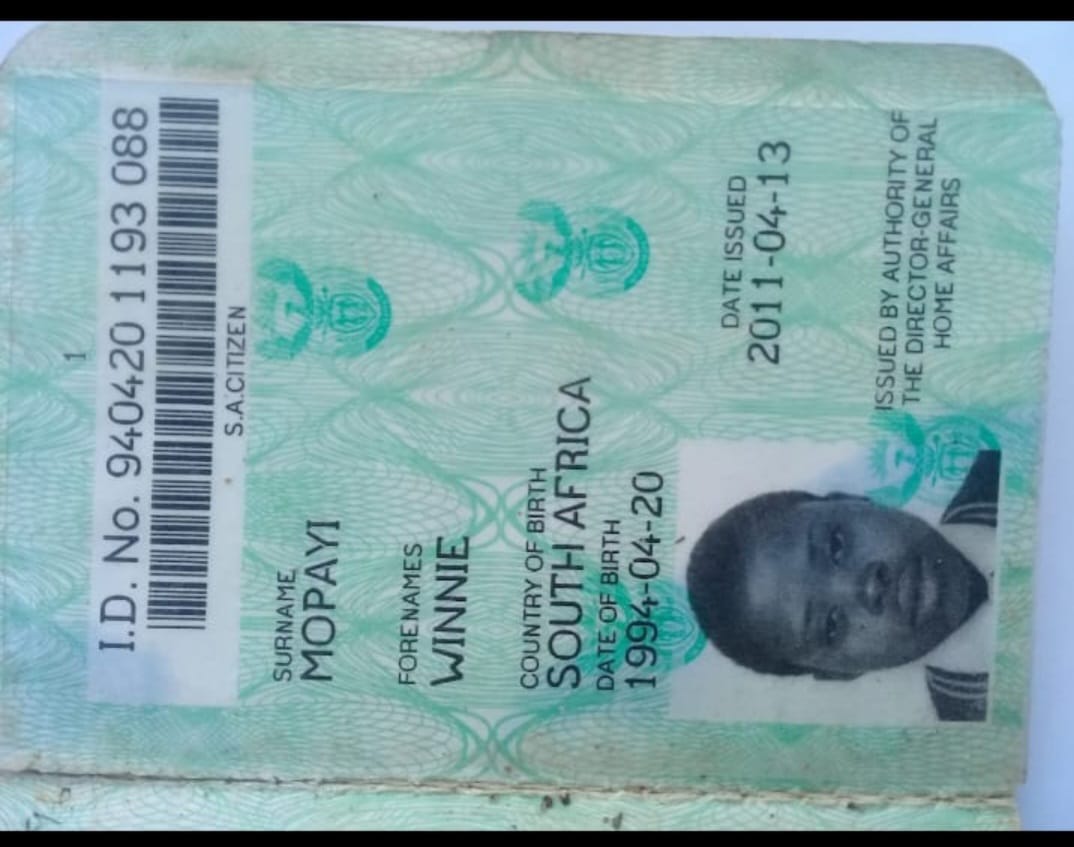 1
I.D. No. 940420 1193 088
S.A.CITIZEN
SURNAME
MOPAYI
FORENAMES
WINNIE
COUNTRY OF BIRTH
SOUTH AFRICA
DATE OF BIRTH
1994-04-20
DATE ISSUED
2011-04-13
ISSUED BY AUTHORITY OF
THE DIRECTOR-GENERAL
HOME AFFAIRS